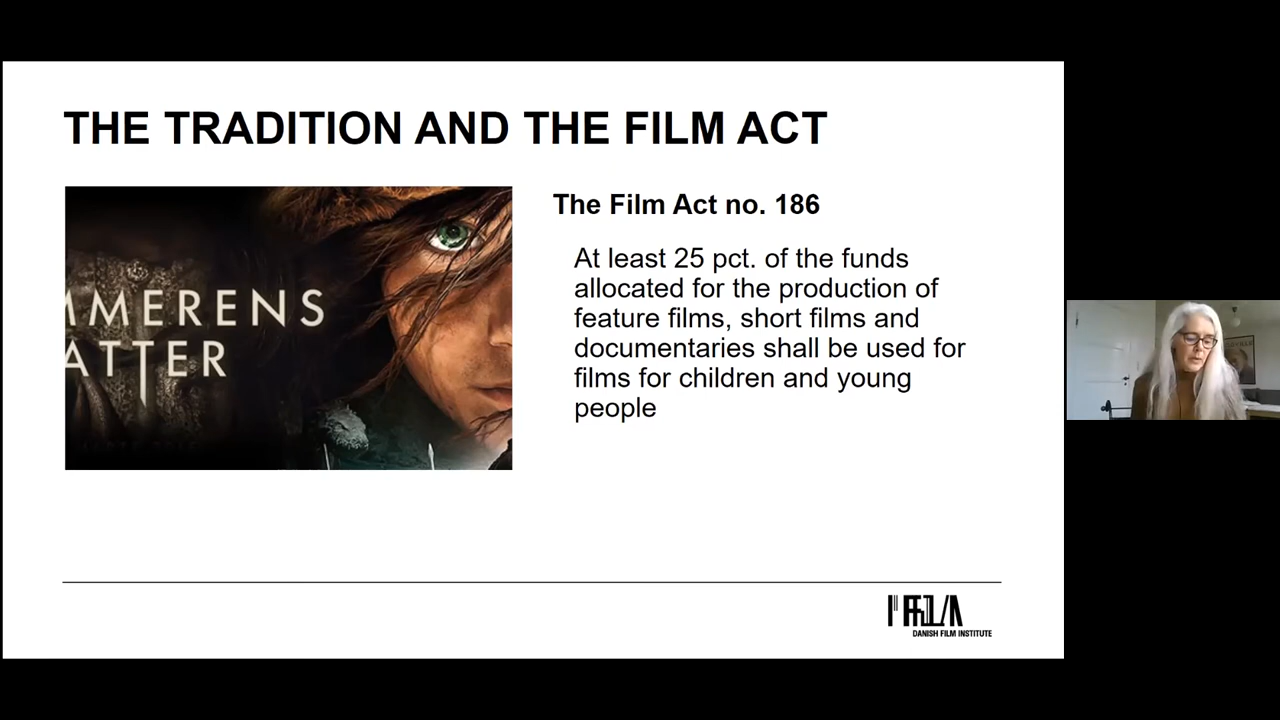 THE TRADITION AND THE FILM ACT
MMERENS
ATTER
The Film Act no. 186
At least 25 pct. of the funds
allocated for the production of
feature films, short films and
documentaries shall be used for
films for children and young
people
DANISH FILM INSTITUTE